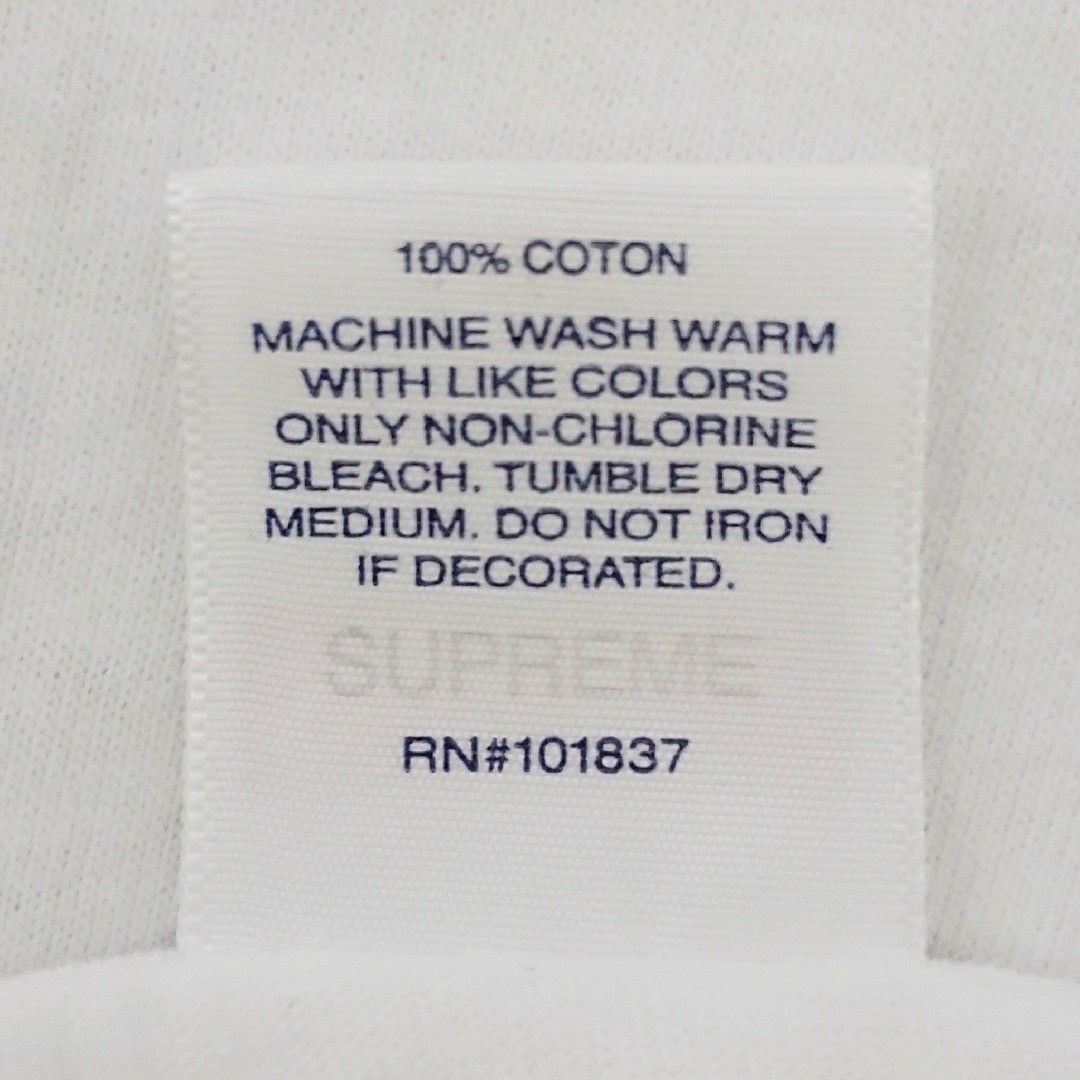 100% COTON
MACHINE WASH WARM
WITH LIKE COLORS
ONLY NON-CHLORINE
BLEACH. TUMBLE DRY
MEDIUM. DO NOT IRON
IF DECORATED.
SUPREME
RN#101837